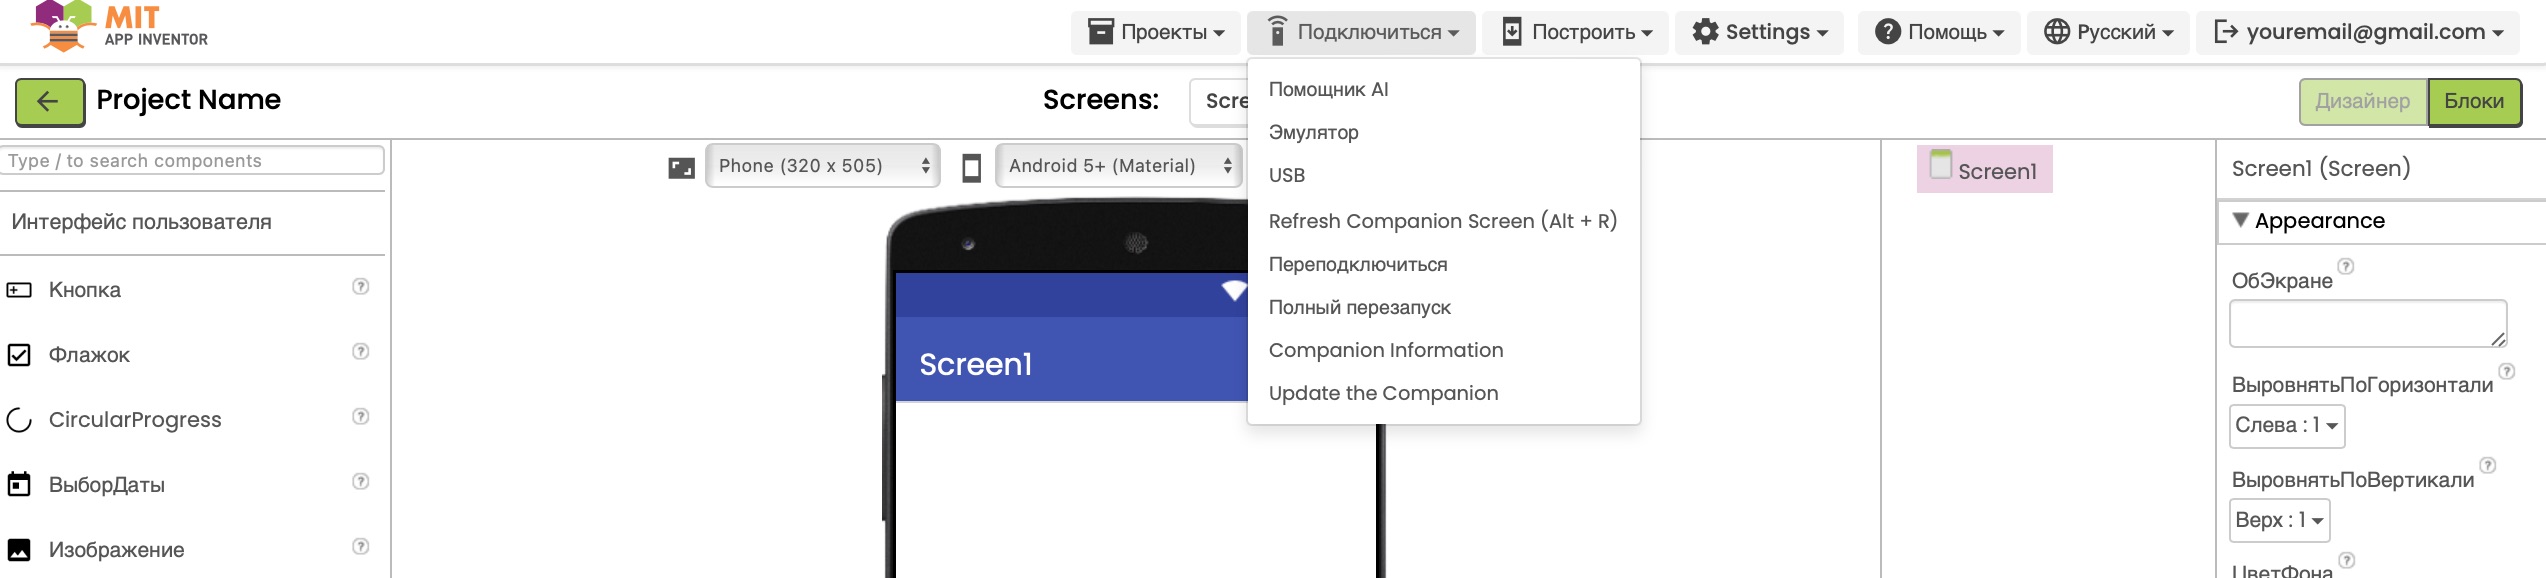 MIT
APP INVENTOR
Проекты
Подключиться
Построить
Settings
Помощь
Русский
youremail@gmail.com
Project Name
Screens:
Scre
Дизайнер
Блоки
Помощник AI
Эмулятор
USB
Refresh Companion Screen (Alt + R)
Переподключиться
Полный перезапуск
Companion Information
Update the Companion
Type / to search components
Интерфейс пользователя
Кнопка ?
Флажок ?
CircularProgress ?
ВыборДаты ?
Изображение ?
Phone (320 x 505)
Android 5+ (Material)
Screen1
Screen1
Screen1 (Screen)
Appearance
ОбЭкране ?
ВыровнятьПоГоризонтали ?
Слева : 1
ВыровнятьПоВертикали ?
Верх : 1
ЦветФона ?